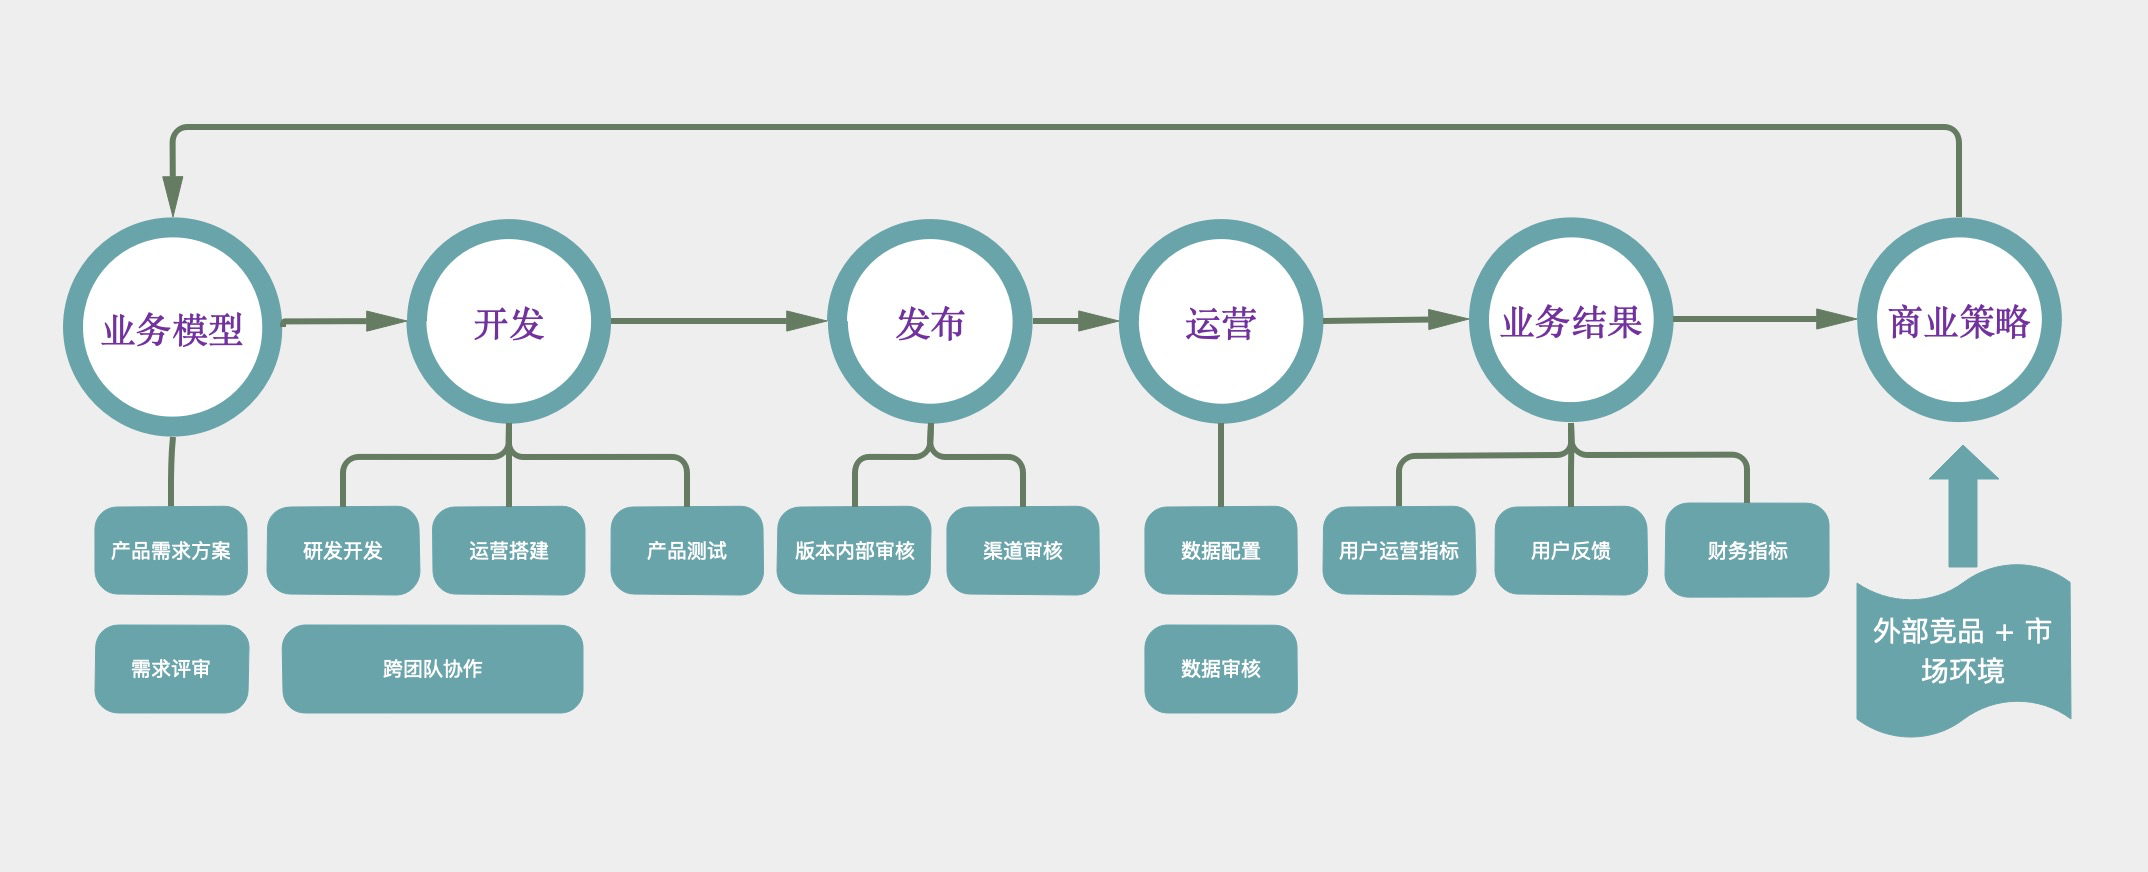 业务模型
开发
发布
运营
业务结果
商业策略
产品需求方案
研发开发
运营搭建
产品测试
版本内部审核
渠道审核
数据配置
用户运营指标
用户反馈
财务指标
需求评审
跨团队协作
数据审核
外部竞品 + 市
场环境